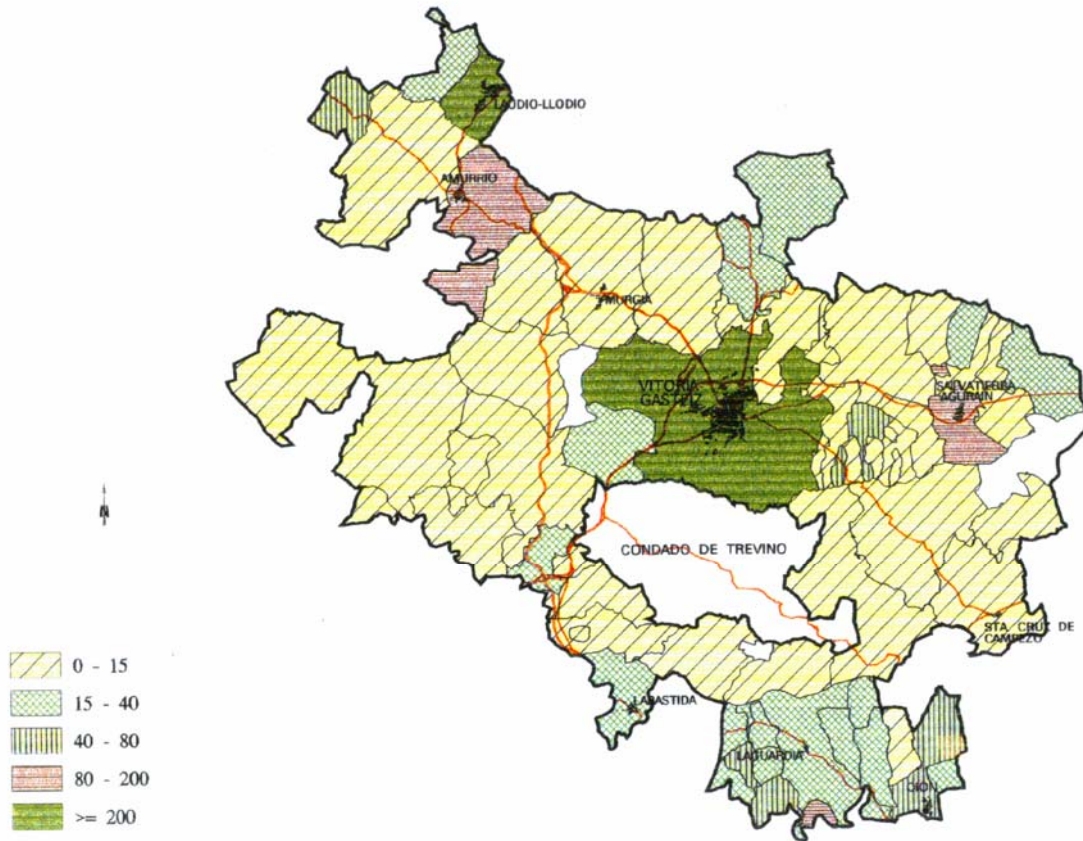 LAUDIO-LLODIO
AMURRIO
MURGIA
VITORIA
GASTEIZ
SALVATIERRA
AGURAIN
N
CONDADO DE TREVINO
STA. CRUZ DE
CAMPEZO
LABASTIDA
LAGUARDIA
OION
0 - 15
15 - 40
40 - 80
80 - 200
>= 200